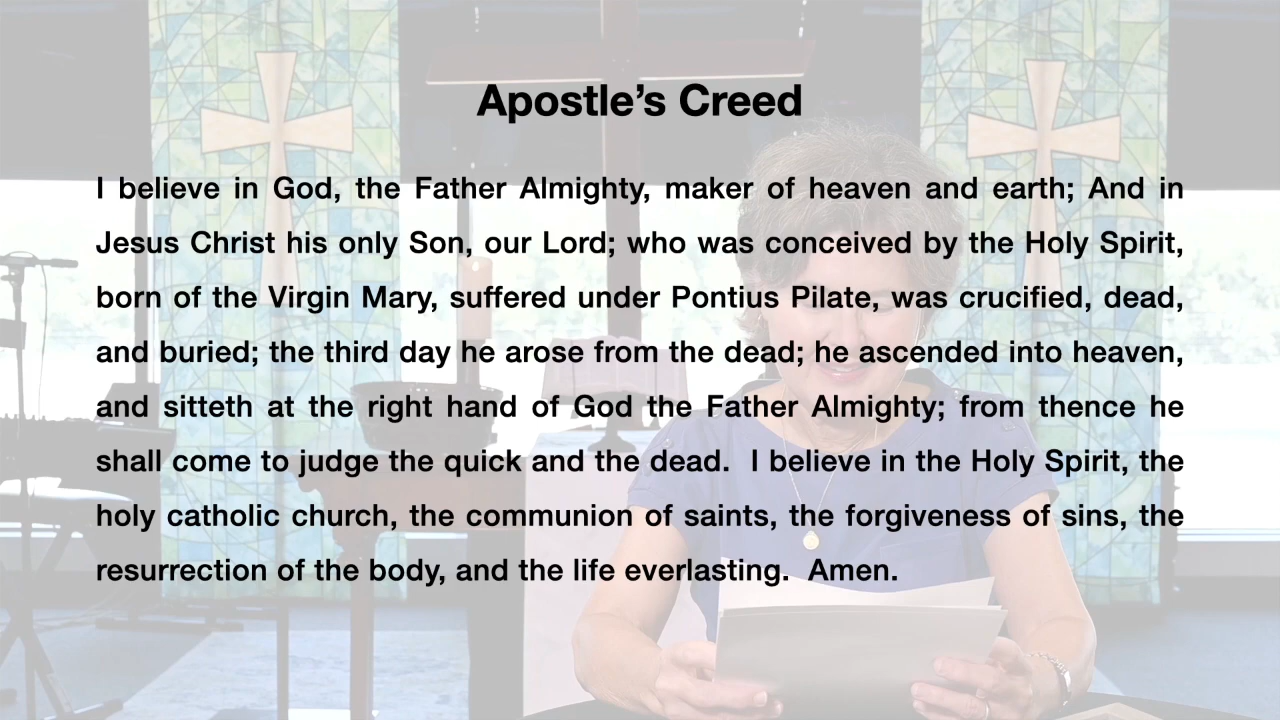 Apostle’s Creed
I believe in God, the Father Almighty, maker of heaven and earth; And in
Jesus Christ his only Son, our Lord; who was conceived by the Holy Spirit,
born of the Virgin Mary, suffered under Pontius Pilate, was crucified, dead,
and buried; the third day he arose from the dead; he ascended into heaven,
and sitteth at the right hand of God the Father Almighty; from thence he
shall come to judge the quick and the dead.  I believe in the Holy Spirit, the
holy catholic church, the communion of saints, the forgiveness of sins, the
resurrection of the body, and the life everlasting.  Amen.